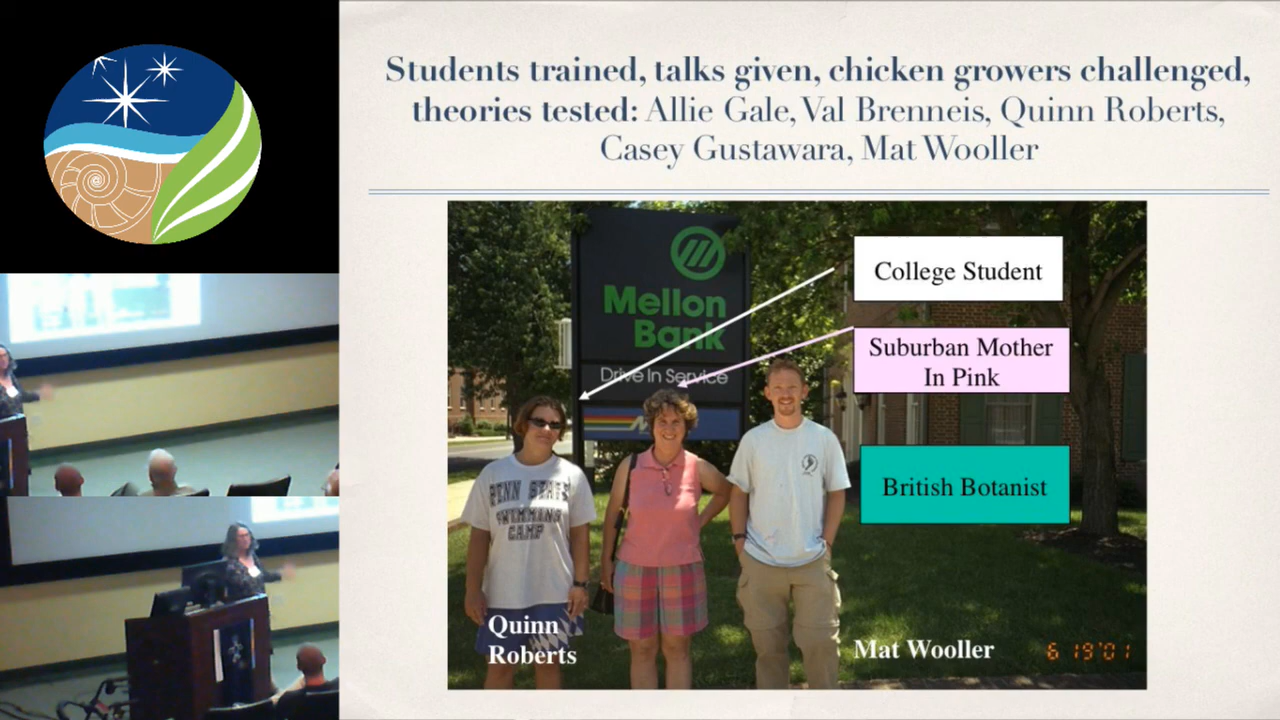 Students trained, talks given, chicken growers challenged,
theories tested: Allie Gale, Val Brenneis, Quinn Roberts,
Casey Gustawara, Mat Wooller
College Student
Mellon
Bank
Suburban Mother
In Pink
Drive In Service
British Botanist
PENN STATE
SWIMMING
CAMP
Quinn
Roberts
Mat Wooller
6 19'01